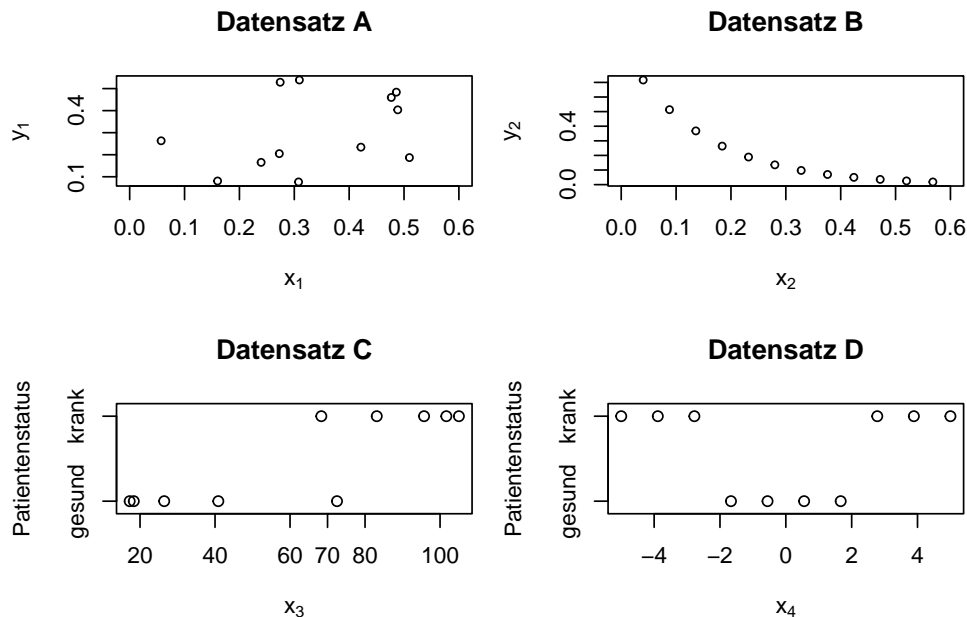 Datensatz A
y1
0.1 0.4
0.0 0.1 0.2 0.3 0.4 0.5 0.6
x1
Datensatz B
y2
0.0 0.4
0.0 0.1 0.2 0.3 0.4 0.5 0.6
x2
Datensatz C
Patientenstatus
gesund krank
20 40 60 70 80 100
x3
Datensatz D
Patientenstatus
gesund krank
−4 −2 0 2 4
x4